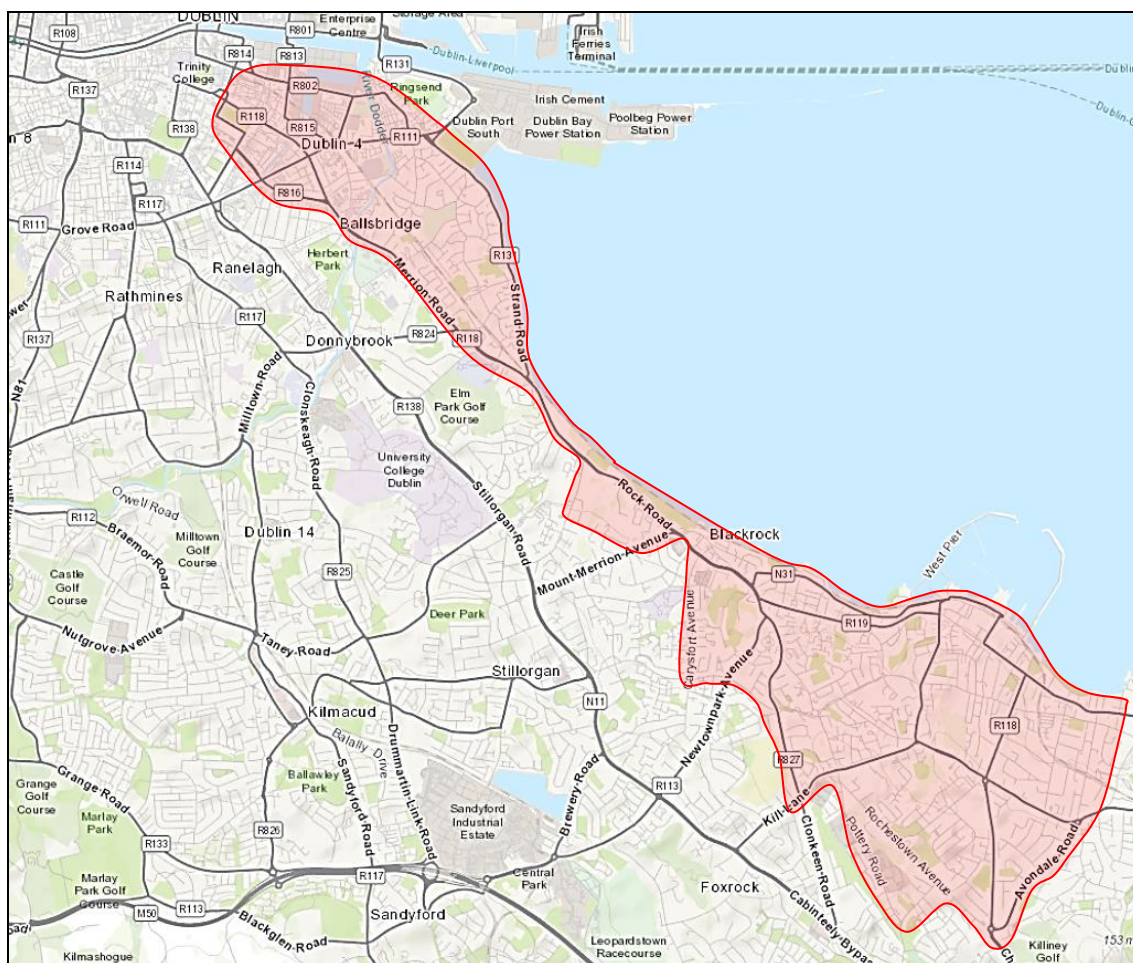 DUBLIN
R801
Enterprise
Centre
Storage Area
Irish
Ferries
Terminal
R108
R814
R813
R131
Dublin-Liverpool
Dublin
Trinity
College
R802
River Dodder
Ringsend
Park
Irish Cement
R137
R118
R815
R111
Dublin Port
South
Dublin Bay
Power Station
Poolbeg Power
Station
R138
Dublin-4
n 8
R114
R816
R117
Ballsbridge
R111
Grove Road
Herbert
Park
R131
Ranelagh
Merrion-Road
Strand-Road
Rathmines
R117
R137
R824
R118
Donnybrook
N81
Milltown-Road
Clonskeagh-Road
Elm
Park Golf
Course
R138
University
College
Dublin
Stillorgan-Road
Rock-Road
Orwell Road
R112
Braemor-Road
Milltown
Golf
Course
Dublin 14
Blackrock
West Pier
Mount-Merrion-Avenue
R825
N31
Castle
Golf
Course
Deer Park
Carysfort Avenue
R119
Nutgrove-Avenue
Taney-Road
Stillorgan
N11
Newtownpark-Avenue
Kilmacud
R118
Balally Drive
Drummartin-Link-Road
R827
Grange-Road
Grange
Golf
Course
Ballawley
Park
Sandyford-Road
R113
Brewery-Road
Kill-Lane
Marlay
Park
Sandyford
Industrial
Estate
R826
Clonkeen-Road
Pottery Road
Rochestown Avenue
R133
Central
Park
Avondale-Road
Marlay
Park Golf
Course
R117
Foxrock
M50
R113
Blackglen-Road
Sandyford
Cabinteely-Bypass
Leopardstown
Racecourse
Killiney
Golf
153 m
Kilmashogue